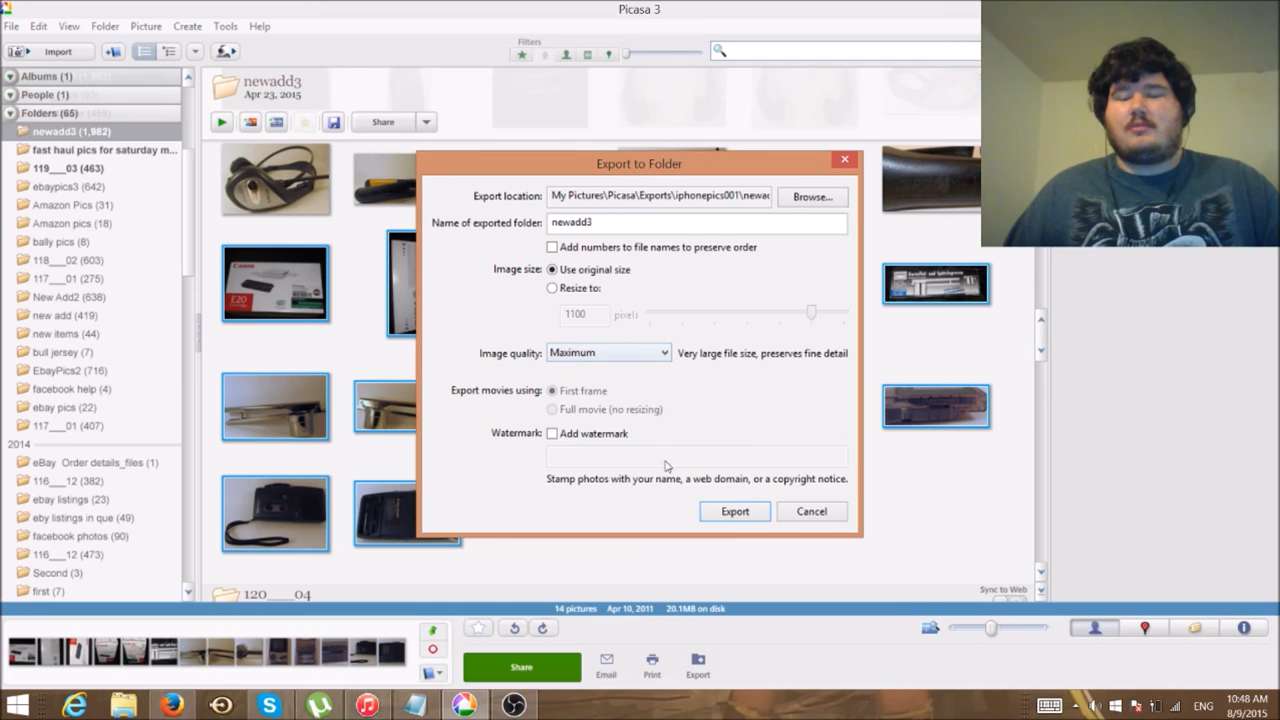 Picasa 3
File Edit View Folder Picture Create Tools Help
Import
Filters
Albums (1)
People (1)
Folders (65)
newadd3 (1,982)
fast haul pics for saturday m...
119___03 (463)
ebaypics3 (642)
Amazon Pics (31)
Amazon pics (18)
bally pics (8)
118___02 (603)
117___01 (275)
New Add2 (638)
new add (419)
new items (44)
bull jersey (7)
EbayPics2 (716)
facebook help (4)
ebay pics (22)
117___01 (407)
2014
eBay Order details_files (1)
116___12 (382)
ebay listings (23)
eby listings in que (49)
facebook photos (90)
116___12 (473)
Second (3)
first (7)
newadd3
Apr 23, 2015
Share
Export to Folder
Export location: My Pictures\Picasa\Exports\iphonepics001\newad
Browse...
Name of exported folder: newadd3
Add numbers to file names to preserve order
Image size: Use original size
Resize to:
1100 pixels
Image quality: Maximum Very large file size, preserves fine detail
Export movies using: First frame
Full movie (no resizing)
Watermark: Add watermark
Stamp photos with your name, a web domain, or a copyright notice.
Export Cancel
Canon
E20
120___04
Sync to Web
14 pictures Apr 10, 2011 20.1MB on disk
Share
Email Print Export
ENG
10:48 AM
8/9/2015